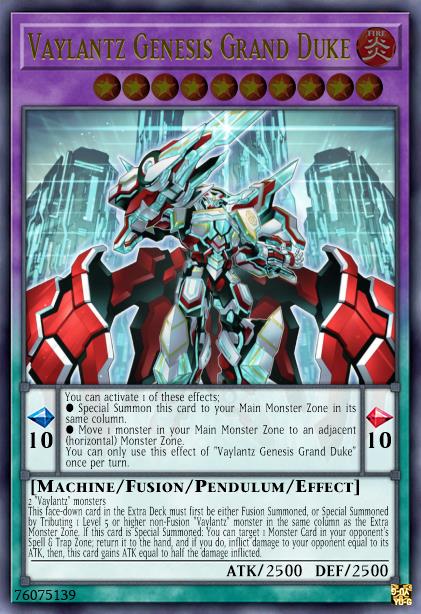 VAYLANTZ GENESIS GRAND DUKE
FIRE
炎
You can activate 1 of these effects;
● Special Summon this card to your Main Monster Zone in its
same column.
● Move 1 monster in your Main Monster Zone to an adjacent
(horizontal) Monster Zone.
You can only use this effect of "Vaylantz Genesis Grand Duke"
once per turn.
10
10
[MACHINE/FUSION/PENDULUM/EFFECT]
2 "Vaylantz" monsters
This face-down card in the Extra Deck must first be either Fusion Summoned, or Special Summoned
by Tributing 1 Level 5 or higher non-Fusion "Vaylantz" monster in the same column as the Extra
Monster Zone. If this card is Special Summoned: You can target 1 Monster Card in your opponent's
Spell & Trap Zone; return it to the hand, and if you do, inflict damage to your opponent equal to its
ATK, then, this card gains ATK equal to half the damage inflicted.
ATK/2500 DEF/2500
76075139